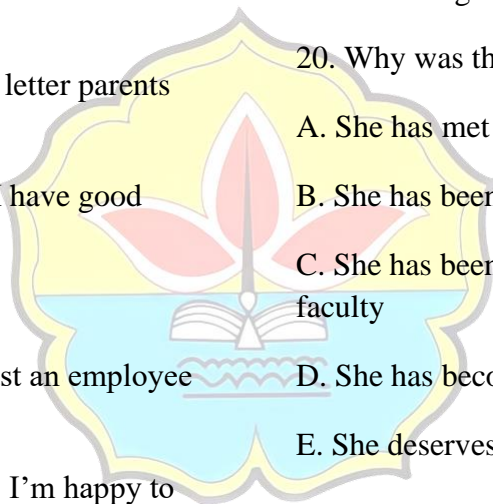 letter parents
have good
st an employee
I'm happy to
20. Why was th
A. She has met
B. She has been
C. She has been
faculty
D. She has beco
E. She deserves